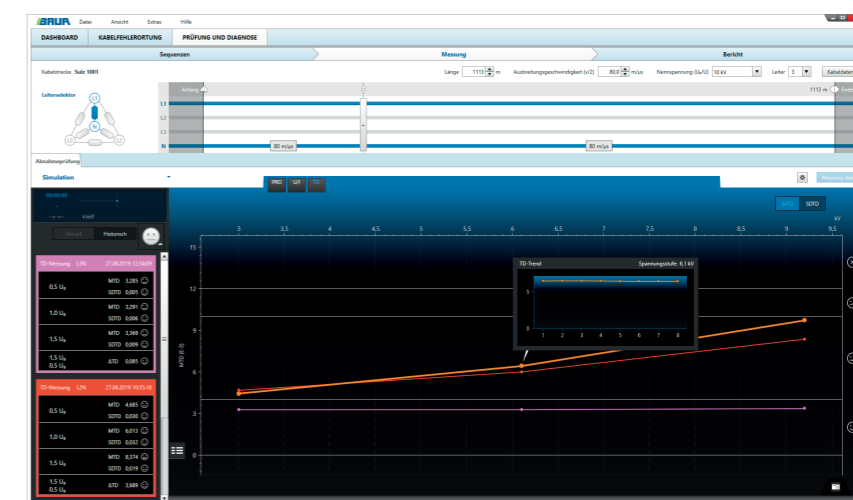 BAUR Datei Ansicht Extras Hilfe
DASHBOARD KABELFEHLERORTUNG PRÜFUNG UND DIAGNOSE
Sequenzen Messung Bericht
Kabelstrecke Sulz 1001 Länge 1113 m Ausbreitungsgeschwindigkeit (v/2) 80,0 m/µs Nennspannung (U₀/U) 10 kV Leiter 3 Kabeldaten
Leiterselektor Anfang 1113 m Ende
L1
L2
L3
N
L1
N
L3 L2
80 m/µs 80 m/µs
Abnahmeprüfung
Simulation
PRG U/I TD
Messung
MTD SDTD
kV
Aktuell Historisch
3 3,5 4 4,5 5 5,5 6 6,5 7 7,5 8 8,5 9 9,5
MTD (E-3)
15
12
9
6
3
0
TD-Trend Spannungsstufe: 6,1 kV
5
0
1 2 3 4 5 6 7 8
TD-Messung L3N 27.08.2019 12:54:09
0,5 U₀ MTD 3,285
SDTD 0,005
1,0 U₀ MTD 3,291
SDTD 0,006
1,5 U₀ MTD 3,369
SDTD 0,009
1,5 U₀
0,5 U₀ ΔTD 0,085
TD-Messung L2N 27.08.2019 10:55:18
0,5 U₀ MTD 4,685
SDTD 0,030
1,0 U₀ MTD 6,013
SDTD 0,032
1,5 U₀ MTD 8,374
SDTD 0,019
1,5 U₀
0,5 U₀ ΔTD 3,689